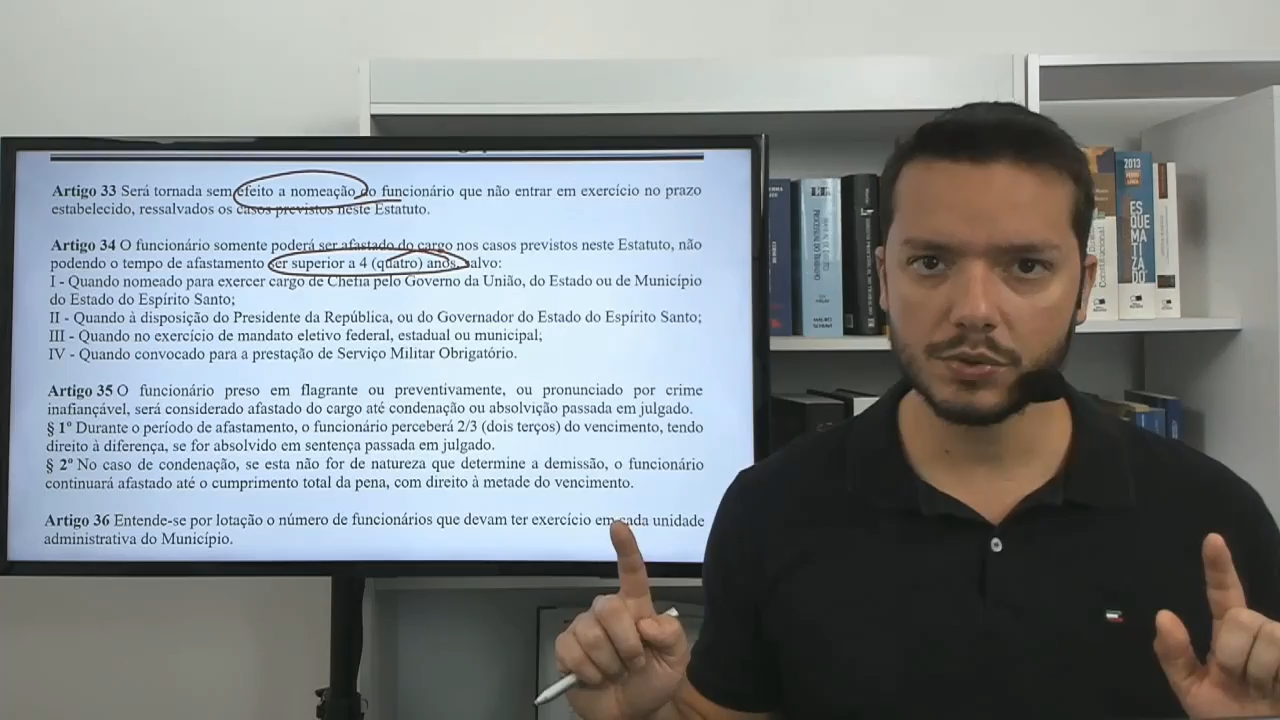 Artigo 33 Será tornada sem efeito a nomeação do funcionário que não entrar em exercício no prazo
estabelecido, ressalvados os casos previstos neste Estatuto.
Artigo 34 O funcionário somente poderá ser afastado do cargo nos casos previstos neste Estatuto, não
podendo o tempo de afastamento ser superior a 4 (quatro) anos, salvo:
I - Quando nomeado para exercer cargo de Chefia pelo Governo da União, do Estado ou de Município
do Estado do Espírito Santo;
II - Quando à disposição do Presidente da República, ou do Governador do Estado do Espírito Santo;
III - Quando no exercício de mandato eletivo federal, estadual ou municipal;
IV - Quando convocado para a prestação de Serviço Militar Obrigatório.
Artigo 35 O funcionário preso em flagrante ou preventivamente, ou pronunciado por crime
inafiançável, será considerado afastado do cargo até condenação ou absolvição passada em julgado.
§ 1º Durante o período de afastamento, o funcionário perceberá 2/3 (dois terços) do vencimento, tendo
direito à diferença, se for absolvido em sentença passada em julgado.
§ 2º No caso de condenação, se esta não for de natureza que determine a demissão, o funcionário
continuará afastado até o cumprimento total da pena, com direito à metade do vencimento.
Artigo 36 Entende-se por lotação o número de funcionários que devam ter exercício em cada unidade
administrativa do Município.
2013
ES
QUE
MA
TIZ
ADO
Constitucional